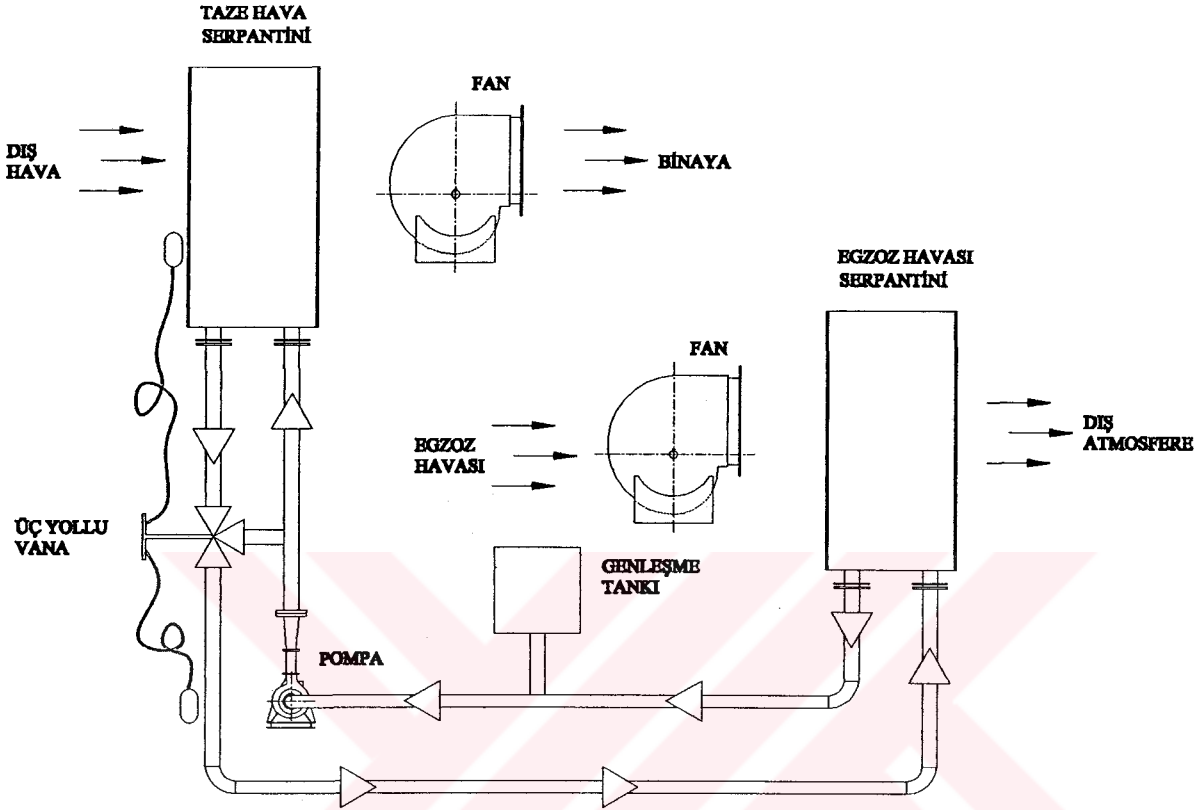 TAZE HAVA
SERPANTİNİ
FAN
DIŞ
HAVA
BİNAYA
EGZOZ HAVASI
SERPANTİNİ
FAN
EGZOZ
HAVASI
DIŞ
ATMOSFERE
ÜÇ YOLLU
VANA
GENLEŞME
TANKI
POMPA